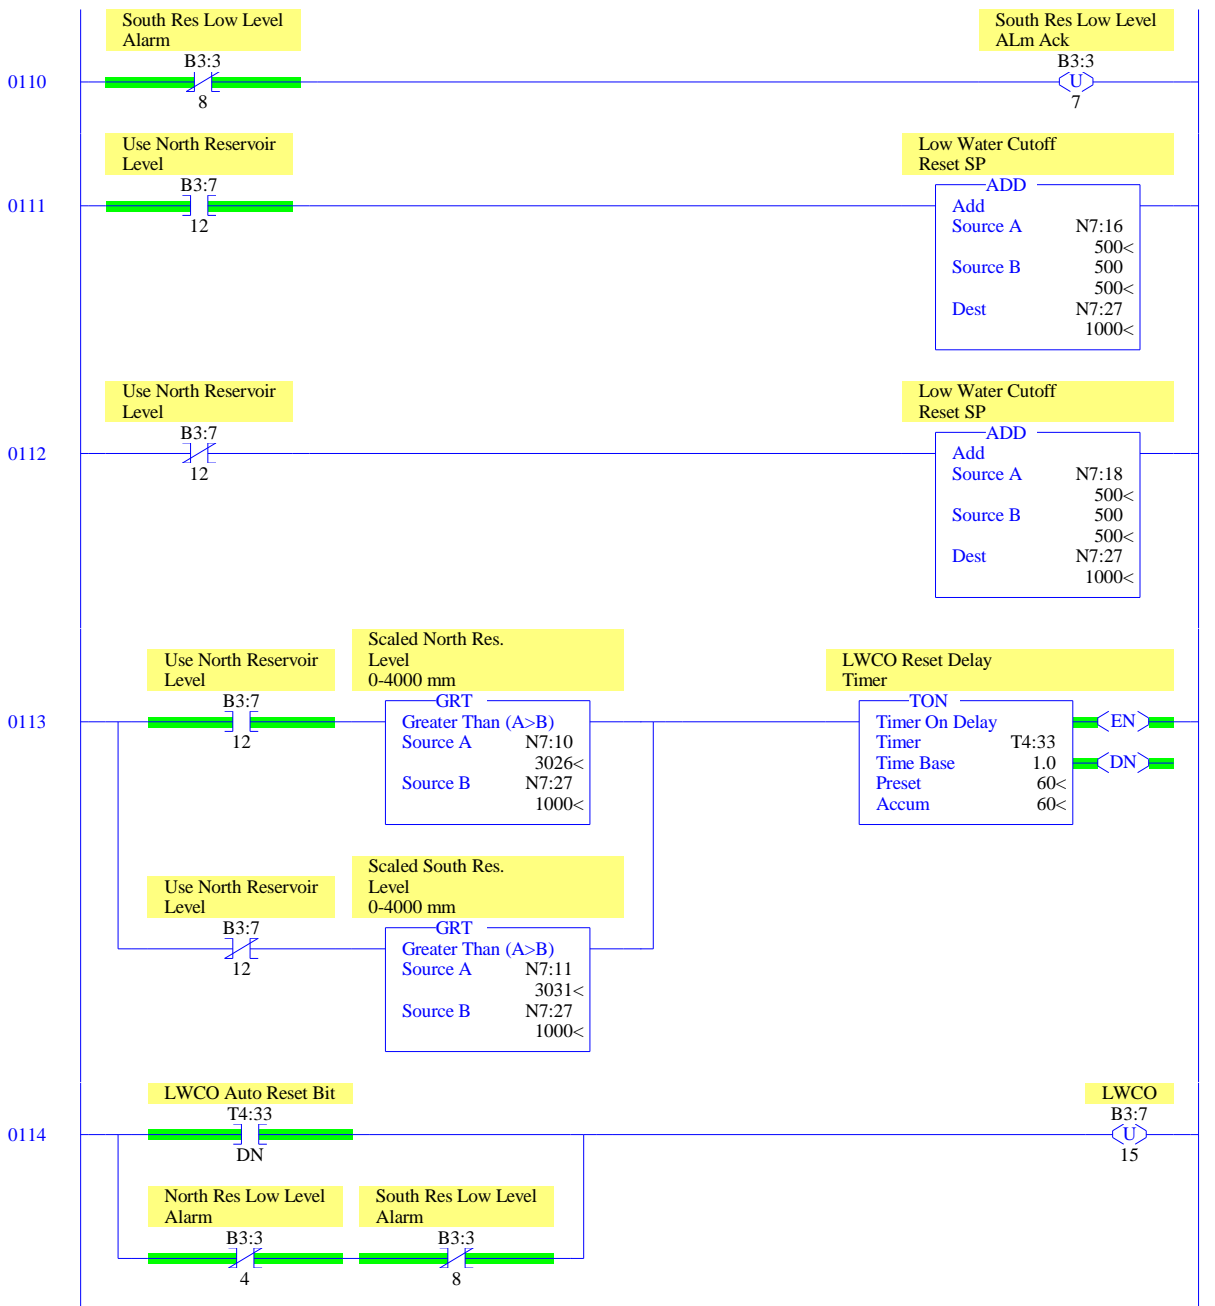 South Res Low Level
Alarm
B3:3
8
South Res Low Level
ALm Ack
B3:3
U
7
0110
Use North Reservoir
Level
B3:7
12
Low Water Cutoff
Reset SP
ADD
Add
Source A N7:16
500<
Source B 500
500<
Dest N7:27
1000<
0111
Use North Reservoir
Level
B3:7
12
Low Water Cutoff
Reset SP
ADD
Add
Source A N7:18
500<
Source B 500
500<
Dest N7:27
1000<
0112
Use North Reservoir
Level
B3:7
12
Scaled North Res.
Level
0-4000 mm
GRT
Greater Than (A>B)
Source A N7:10
3026<
Source B N7:27
1000<
LWCO Reset Delay
Timer
TON
Timer On Delay
Timer T4:33
Time Base 1.0
Preset 60<
Accum 60<
EN
DN
0113
Use North Reservoir
Level
B3:7
12
Scaled South Res.
Level
0-4000 mm
GRT
Greater Than (A>B)
Source A N7:11
3031<
Source B N7:27
1000<
LWCO Auto Reset Bit
T4:33
DN
LWCO
B3:7
U
15
0114
North Res Low Level
Alarm
B3:3
4
South Res Low Level
Alarm
B3:3
8